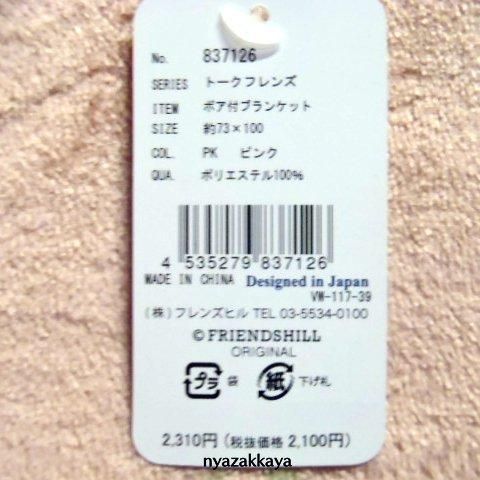 No. 837126
SERIES トークフレンズ
ITEM ボア付ブランケット
SIZE 約73×100
COL. PK ピンク
QUA. ポリエステル100%
4 535279 837126
MADE IN CHINA Designed in Japan
VW-117-39
(株)フレンズヒル TEL 03-5534-0100
©FRIENDSHILL
ORIGINAL
プラ 袋 紙 下げ札
2,310円(税抜価格 2,100円)
nyazakkaya